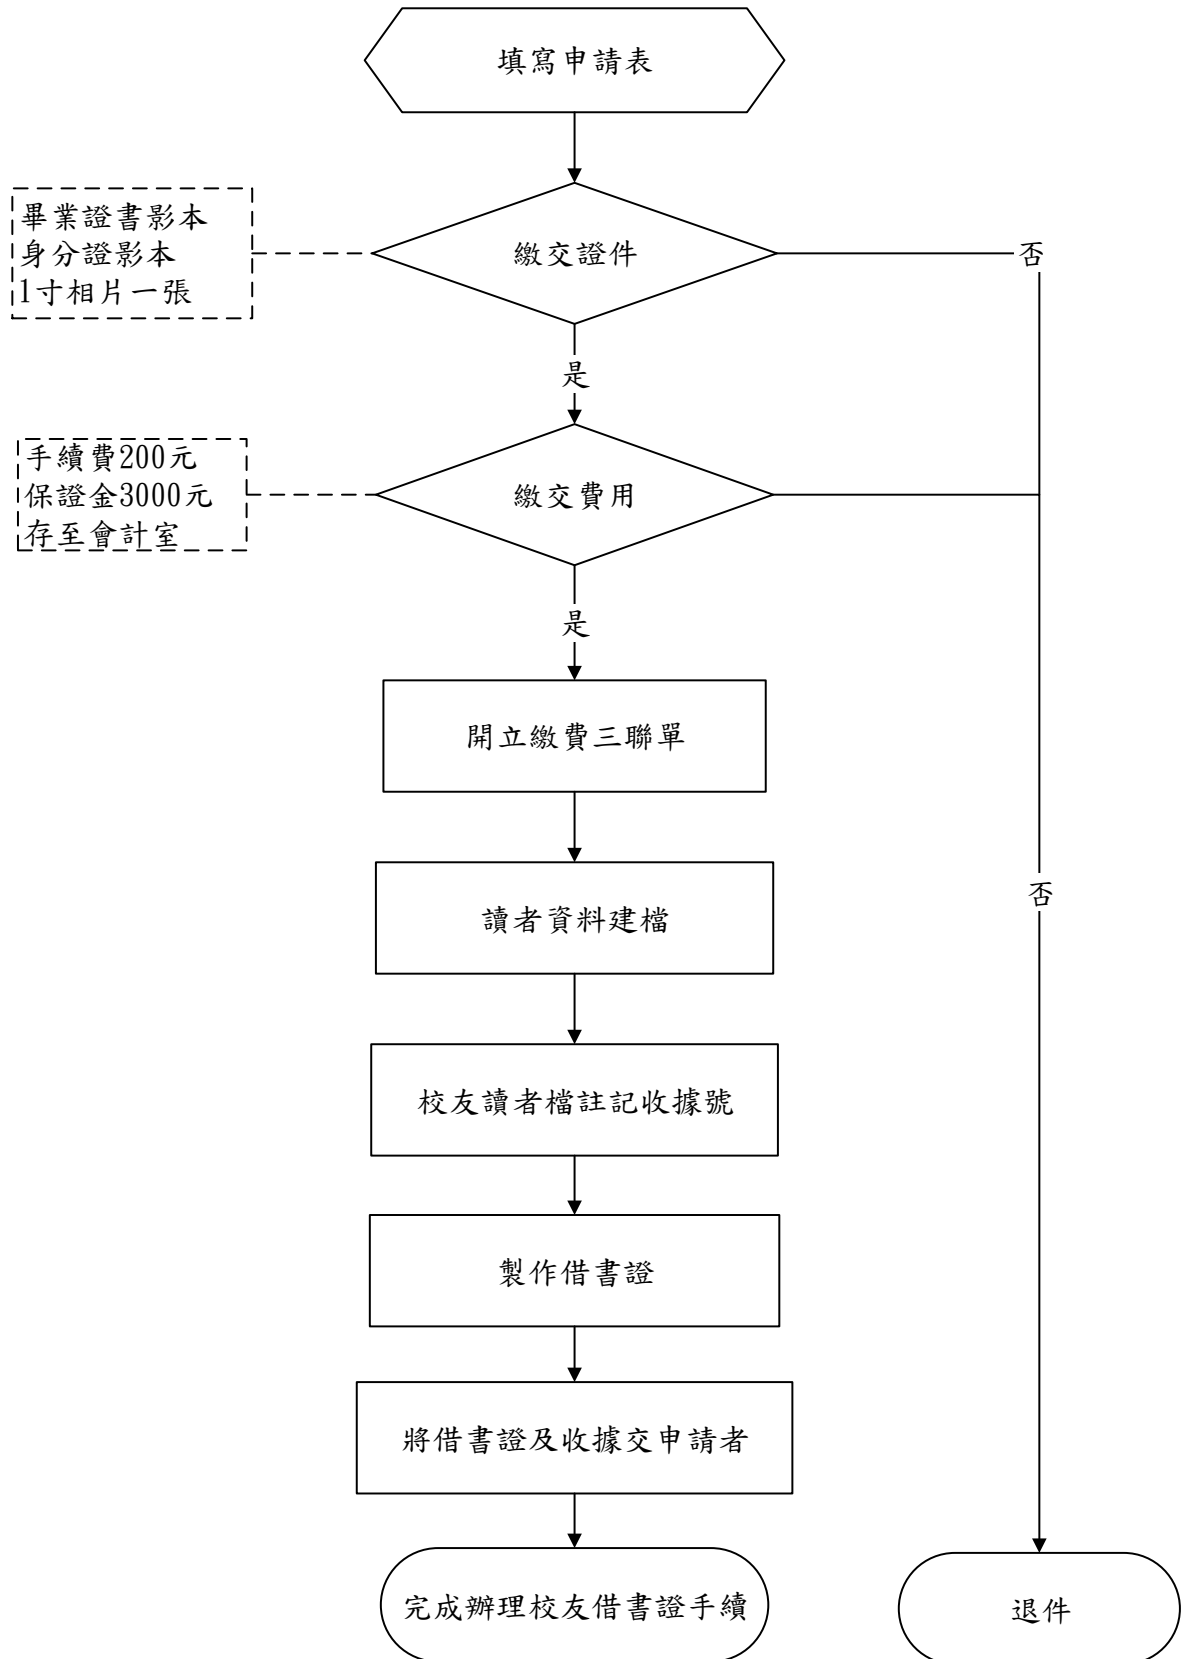 填寫申請表
畢業證書影本
身分證影本
1寸相片一張
繳交證件
否
是
手續費200元
保證金3000元
存至會計室
繳交費用
是
開立繳費三聯單
讀者資料建檔
否
校友讀者檔註記收據號
製作借書證
將借書證及收據交申請者
完成辦理校友借書證手續
退件